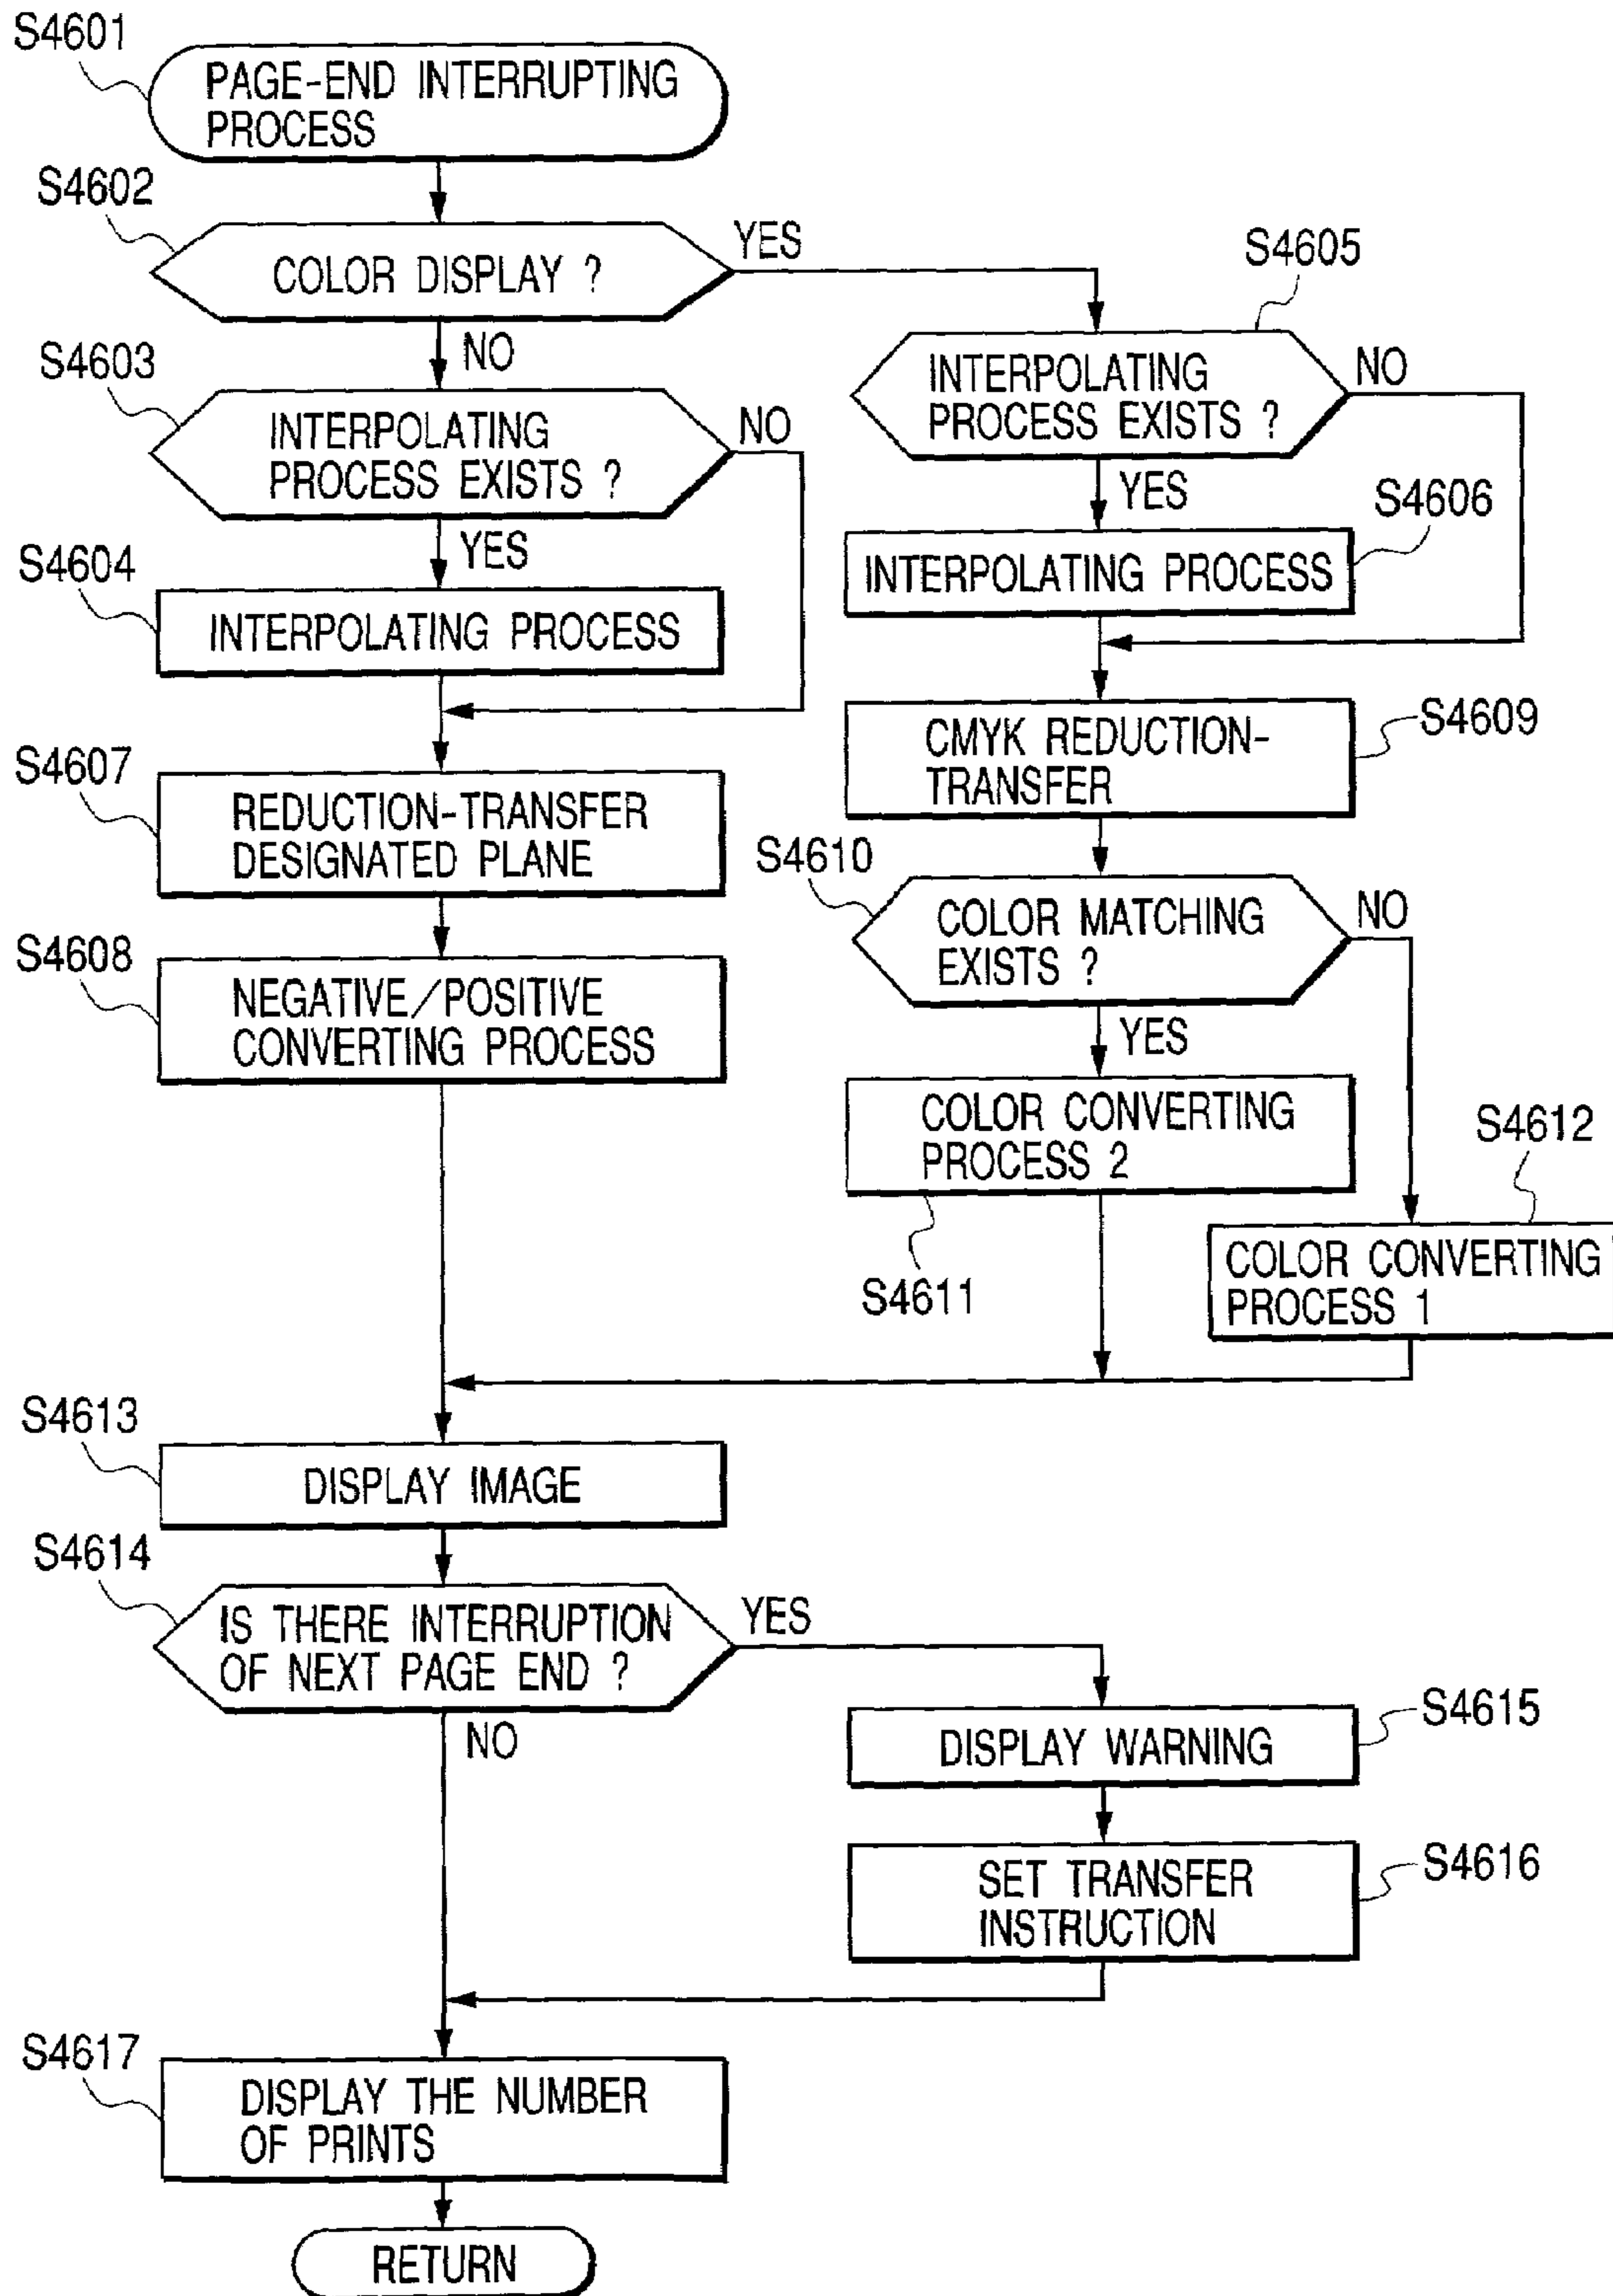 S4601
PAGE-END INTERRUPTING
PROCESS
S4602
COLOR DISPLAY ?
YES
NO
S4603
INTERPOLATING
PROCESS EXISTS ?
NO
YES
S4604
INTERPOLATING PROCESS
S4605
INTERPOLATING
PROCESS EXISTS ?
NO
YES
S4606
INTERPOLATING PROCESS
S4607
REDUCTION-TRANSFER
DESIGNATED PLANE
S4608
NEGATIVE/POSITIVE
CONVERTING PROCESS
S4609
CMYK REDUCTION-
TRANSFER
S4610
COLOR MATCHING
EXISTS ?
NO
YES
COLOR CONVERTING
PROCESS 2
S4611
S4612
COLOR CONVERTING
PROCESS 1
S4613
DISPLAY IMAGE
S4614
IS THERE INTERRUPTION
OF NEXT PAGE END ?
YES
NO
S4615
DISPLAY WARNING
S4616
SET TRANSFER
INSTRUCTION
S4617
DISPLAY THE NUMBER
OF PRINTS
RETURN